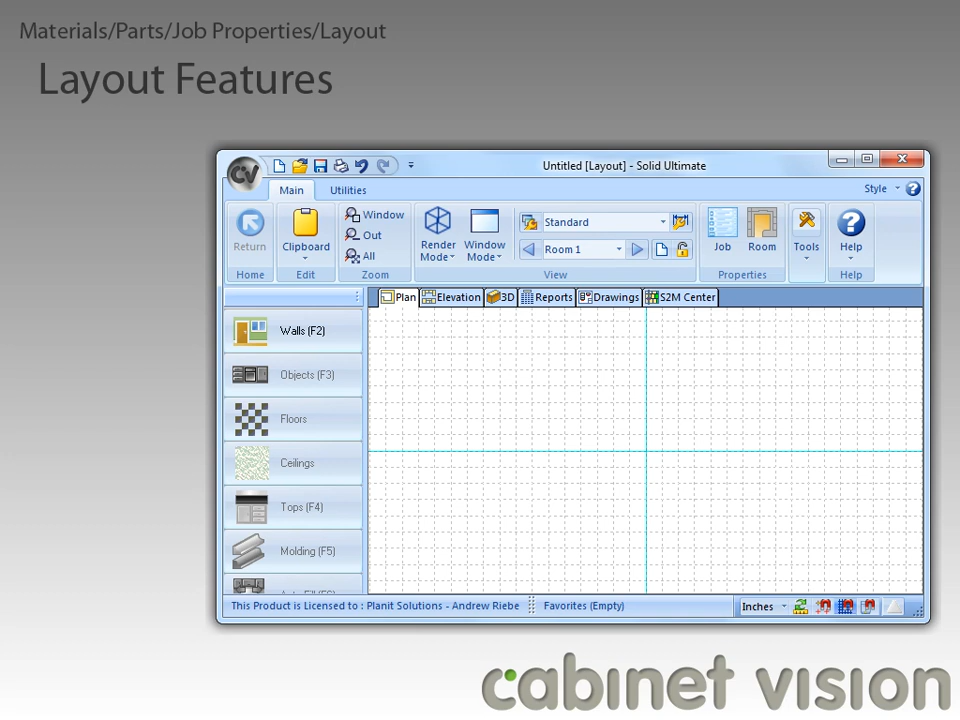 Materials/Parts/Job Properties/Layout
Layout Features
CV
Untitled [Layout] - Solid Ultimate
Main Utilities Style
Return
Clipboard
Window
Out
All
Render Mode
Window Mode
Standard
Room 1
Job
Room
Tools
Help
Home Edit Zoom View Properties Help
Plan Elevation 3D Reports Drawings S2M Center
Walls (F2)
Objects (F3)
Floors
Ceilings
Tops (F4)
Molding (F5)
This Product is Licensed to : Planit Solutions - Andrew Riebe Favorites (Empty) Inches
cabinet vision